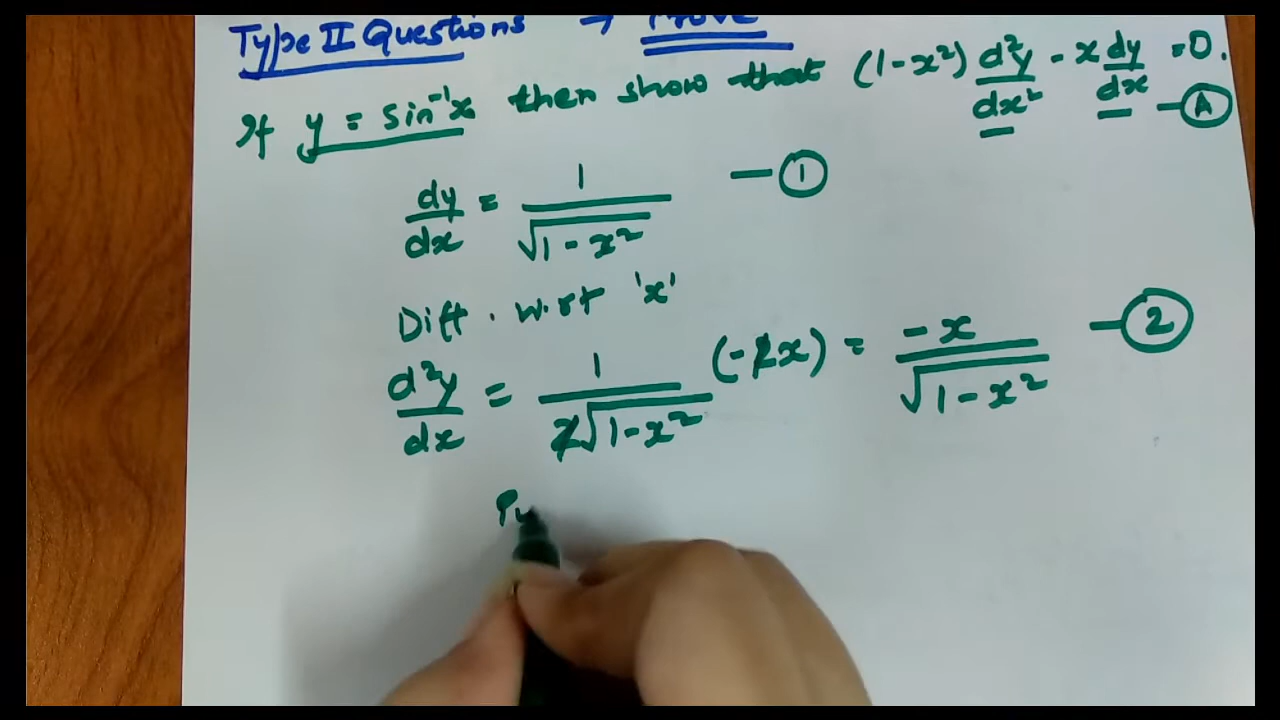 Type II Questions → Prove
If y = sin⁻¹x then show that (1-x²) d²y/dx² - x dy/dx = 0. — Ⓐ
dy/dx = 1/√(1-x²) — ①
Diff. w.r.t 'x'
d²y/dx = 1/(2√(1-x²)) (-2x) = -x/√(1-x²) — ②
Pu